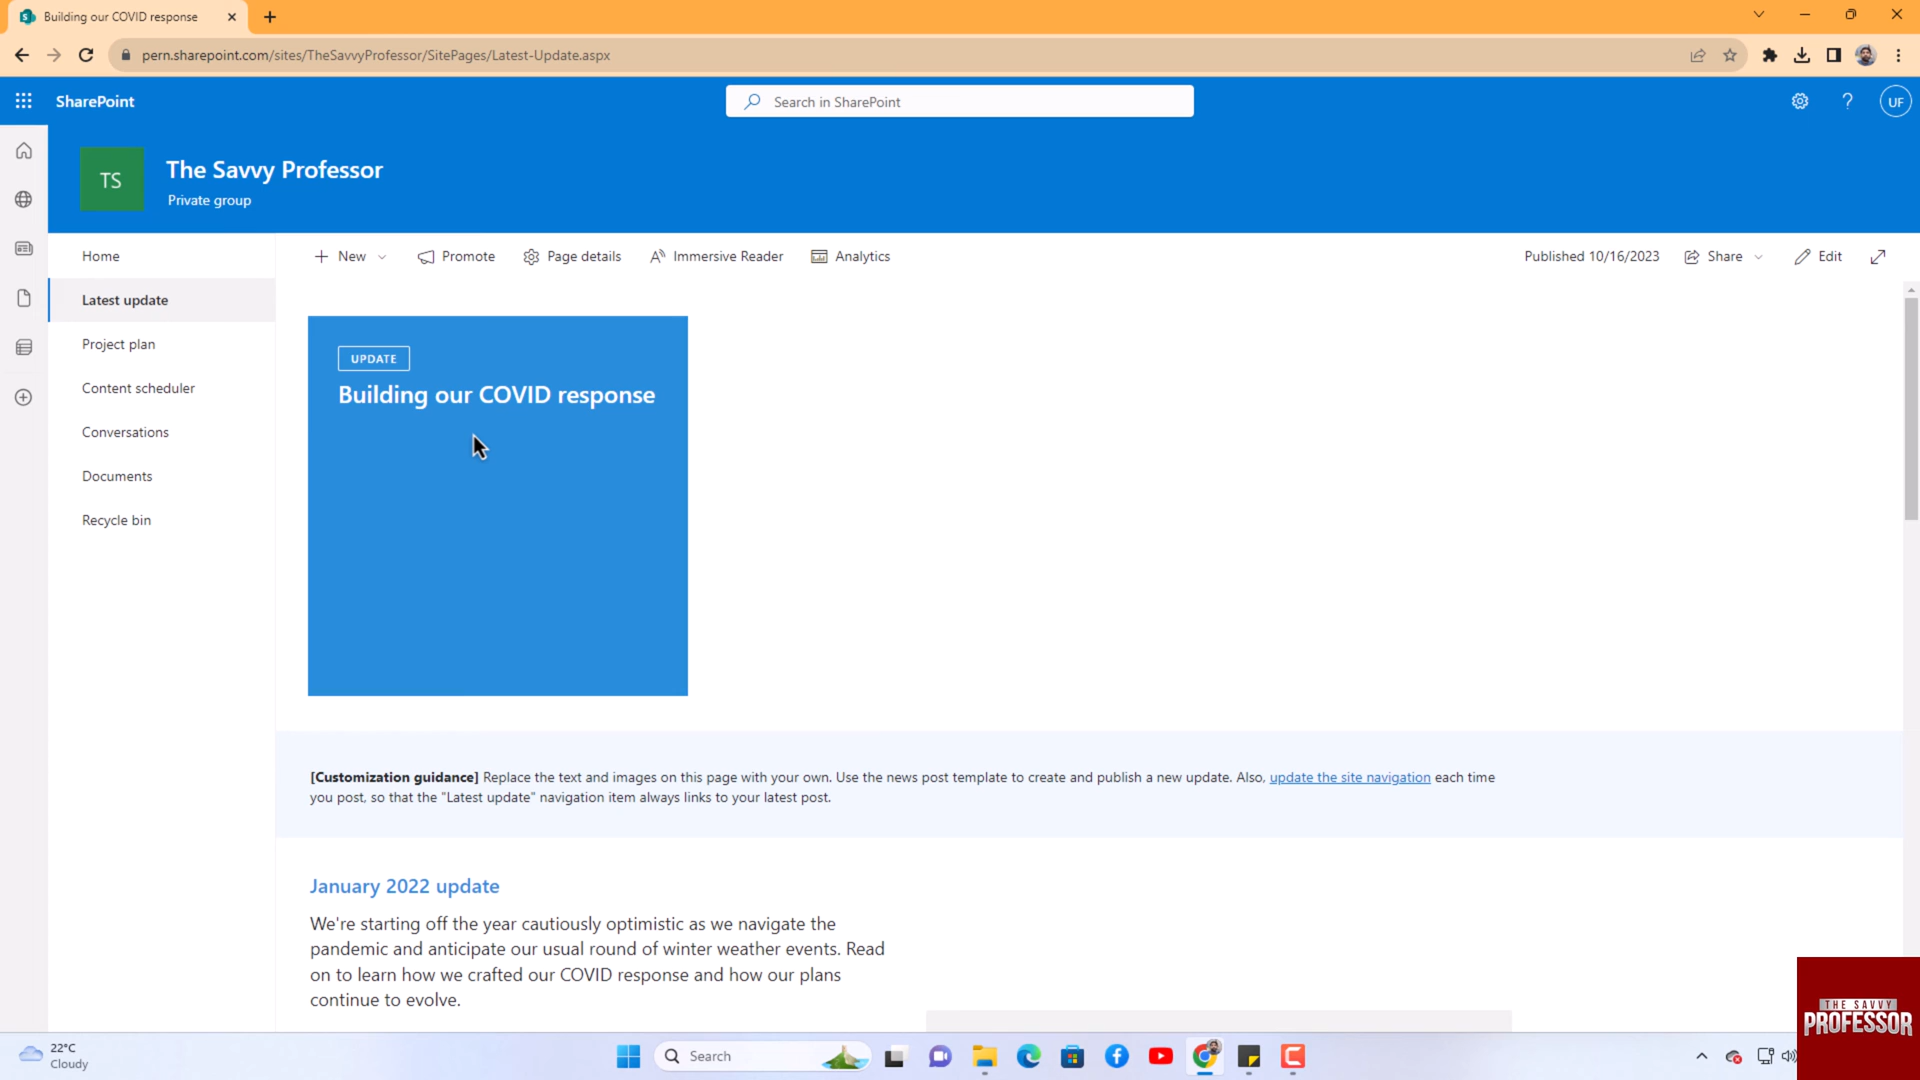 Building our COVID response
pern.sharepoint.com/sites/TheSavvyProfessor/SitePages/Latest-Update.aspx
SharePoint
Search in SharePoint
?
UF
TS
The Savvy Professor
Private group
Home
New
Promote
Page details
Immersive Reader
Analytics
Published 10/16/2023
Share
Edit
Latest update
Project plan
Content scheduler
Conversations
Documents
Recycle bin
UPDATE
Building our COVID response
[Customization guidance] Replace the text and images on this page with your own. Use the news post template to create and publish a new update. Also, update the site navigation each time
you post, so that the "Latest update" navigation item always links to your latest post.
January 2022 update
We're starting off the year cautiously optimistic as we navigate the
pandemic and anticipate our usual round of winter weather events. Read
on to learn how we crafted our COVID response and how our plans
continue to evolve.
THE SAVVY
PROFESSOR
22°C
Cloudy
Search